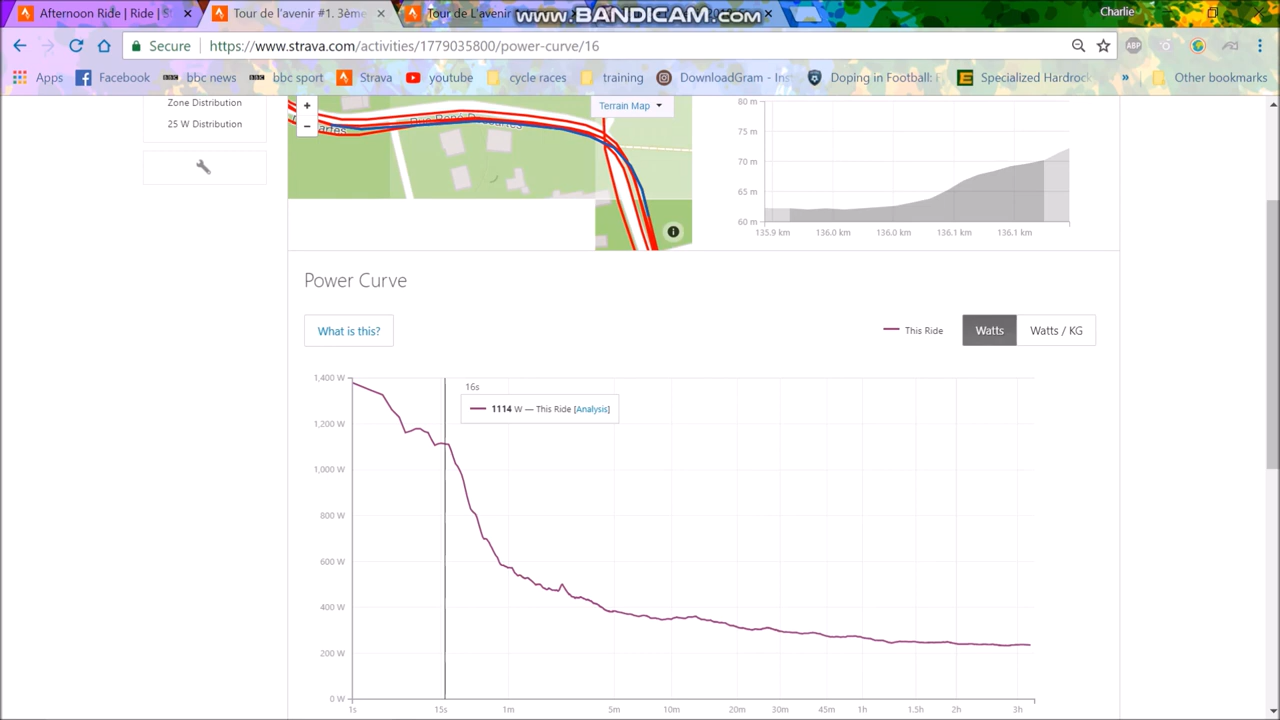 Afternoon Ride | Ride | S
Tour de l'avenir #1. 3ème
Tour de L'avenir
www.BANDICAM.com
Charlie
Secure
https://www.strava.com/activities/1779035800/power-curve/16
ABP
Apps
Facebook
bbc news
bbc sport
Strava
youtube
cycle races
training
DownloadGram - Inst
Doping in Football: F
Specialized Hardrock
»
Other bookmarks
Zone Distribution
25 W Distribution
+
-
Rue René Descartes
Terrain Map
80 m
75 m
70 m
65 m
60 m
135.9 km 136.0 km 136.0 km 136.1 km 136.1 km
Power Curve
What is this?
This Ride
Watts
Watts / KG
16s
1114 W — This Ride [Analysis]
1,400 W
1,200 W
1,000 W
800 W
600 W
400 W
200 W
0 W
1s 15s 1m 5m 10m 20m 30m 45m 1h 1.5h 2h 3h